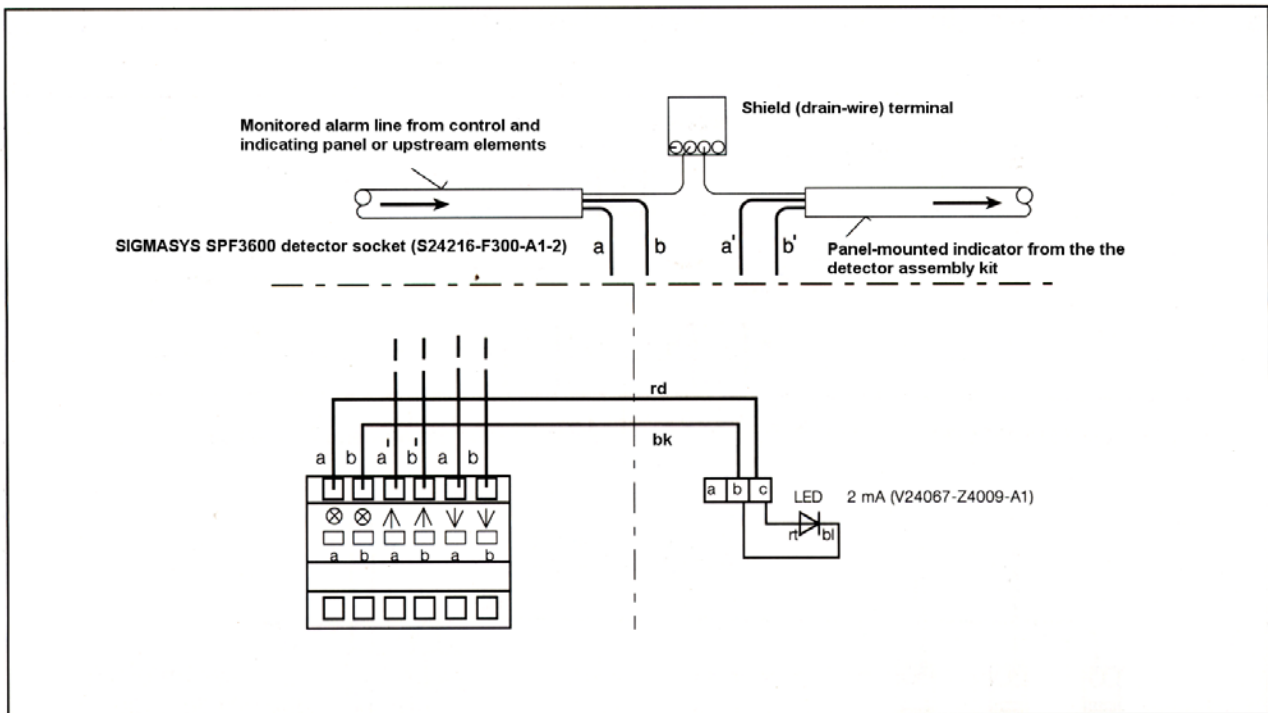 Shield (drain-wire) terminal
Monitored alarm line from control and
indicating panel or upstream elements
SIGMASYS SPF3600 detector socket (S24216-F300-A1-2)
a b a' b'
Panel-mounted indicator from the the
detector assembly kit
rd
bk
a b a' b' a b
a b c
LED 2 mA (V24067-Z4009-A1)
rt bl
a b a b a b